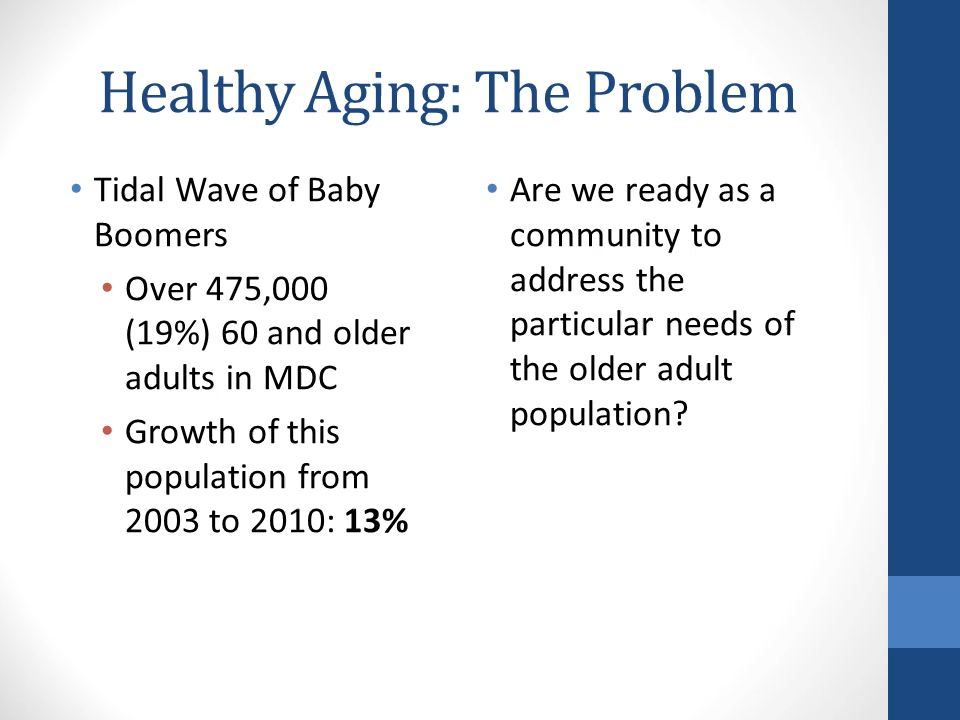 Healthy Aging: The Problem
• Tidal Wave of Baby
Boomers
• Over 475,000
(19%) 60 and older
adults in MDC
• Growth of this
population from
2003 to 2010: 13%
• Are we ready as a
community to
address the
particular needs of
the older adult
population?